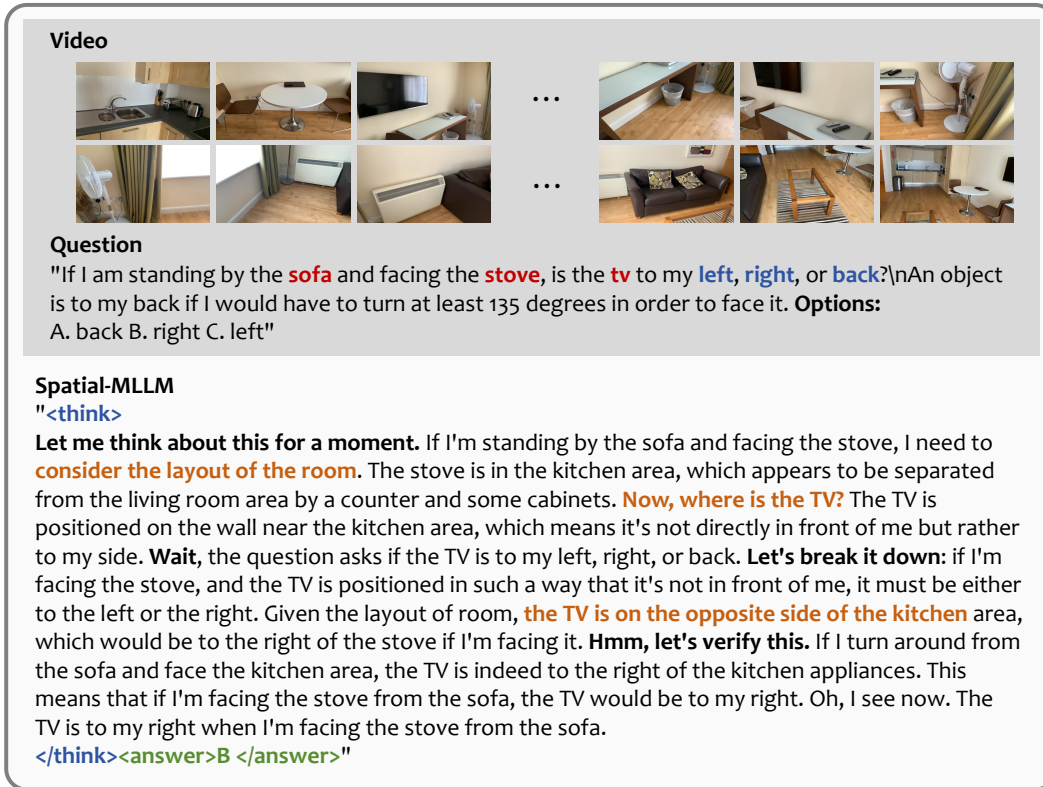 Video
...
...
Question
"If I am standing by the sofa and facing the stove, is the tv to my left, right, or back?\nAn object
is to my back if I would have to turn at least 135 degrees in order to face it. Options:
A. back B. right C. left"
Spatial-MLLM
"<think>
Let me think about this for a moment. If I'm standing by the sofa and facing the stove, I need to
consider the layout of the room. The stove is in the kitchen area, which appears to be separated
from the living room area by a counter and some cabinets. Now, where is the TV? The TV is
positioned on the wall near the kitchen area, which means it's not directly in front of me but rather
to my side. Wait, the question asks if the TV is to my left, right, or back. Let's break it down: if I'm
facing the stove, and the TV is positioned in such a way that it's not in front of me, it must be either
to the left or the right. Given the layout of room, the TV is on the opposite side of the kitchen area,
which would be to the right of the stove if I'm facing it. Hmm, let's verify this. If I turn around from
the sofa and face the kitchen area, the TV is indeed to the right of the kitchen appliances. This
means that if I'm facing the stove from the sofa, the TV would be to my right. Oh, I see now. The
TV is to my right when I'm facing the stove from the sofa.
</think><answer>B </answer>"